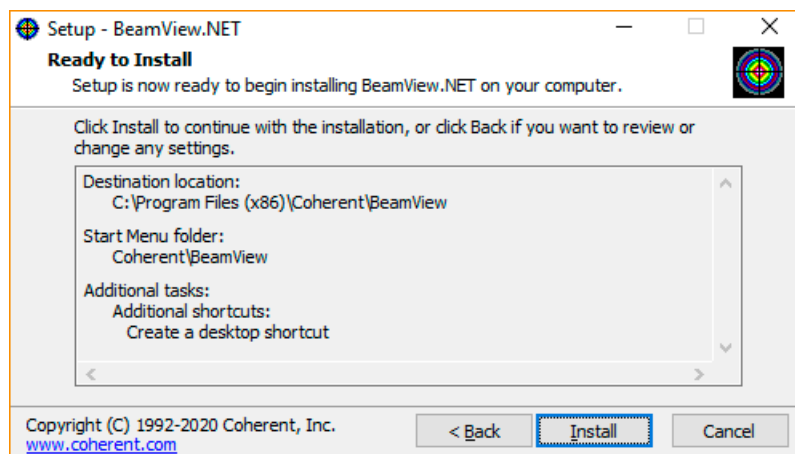 Setup - BeamView.NET
Ready to Install
Setup is now ready to begin installing BeamView.NET on your computer.
Click Install to continue with the installation, or click Back if you want to review or
change any settings.
Destination location:
C:\Program Files (x86)\Coherent\BeamView
Start Menu folder:
Coherent\BeamView
Additional tasks:
Additional shortcuts:
Create a desktop shortcut
Copyright (C) 1992-2020 Coherent, Inc.
www.coherent.com
< Back
Install
Cancel